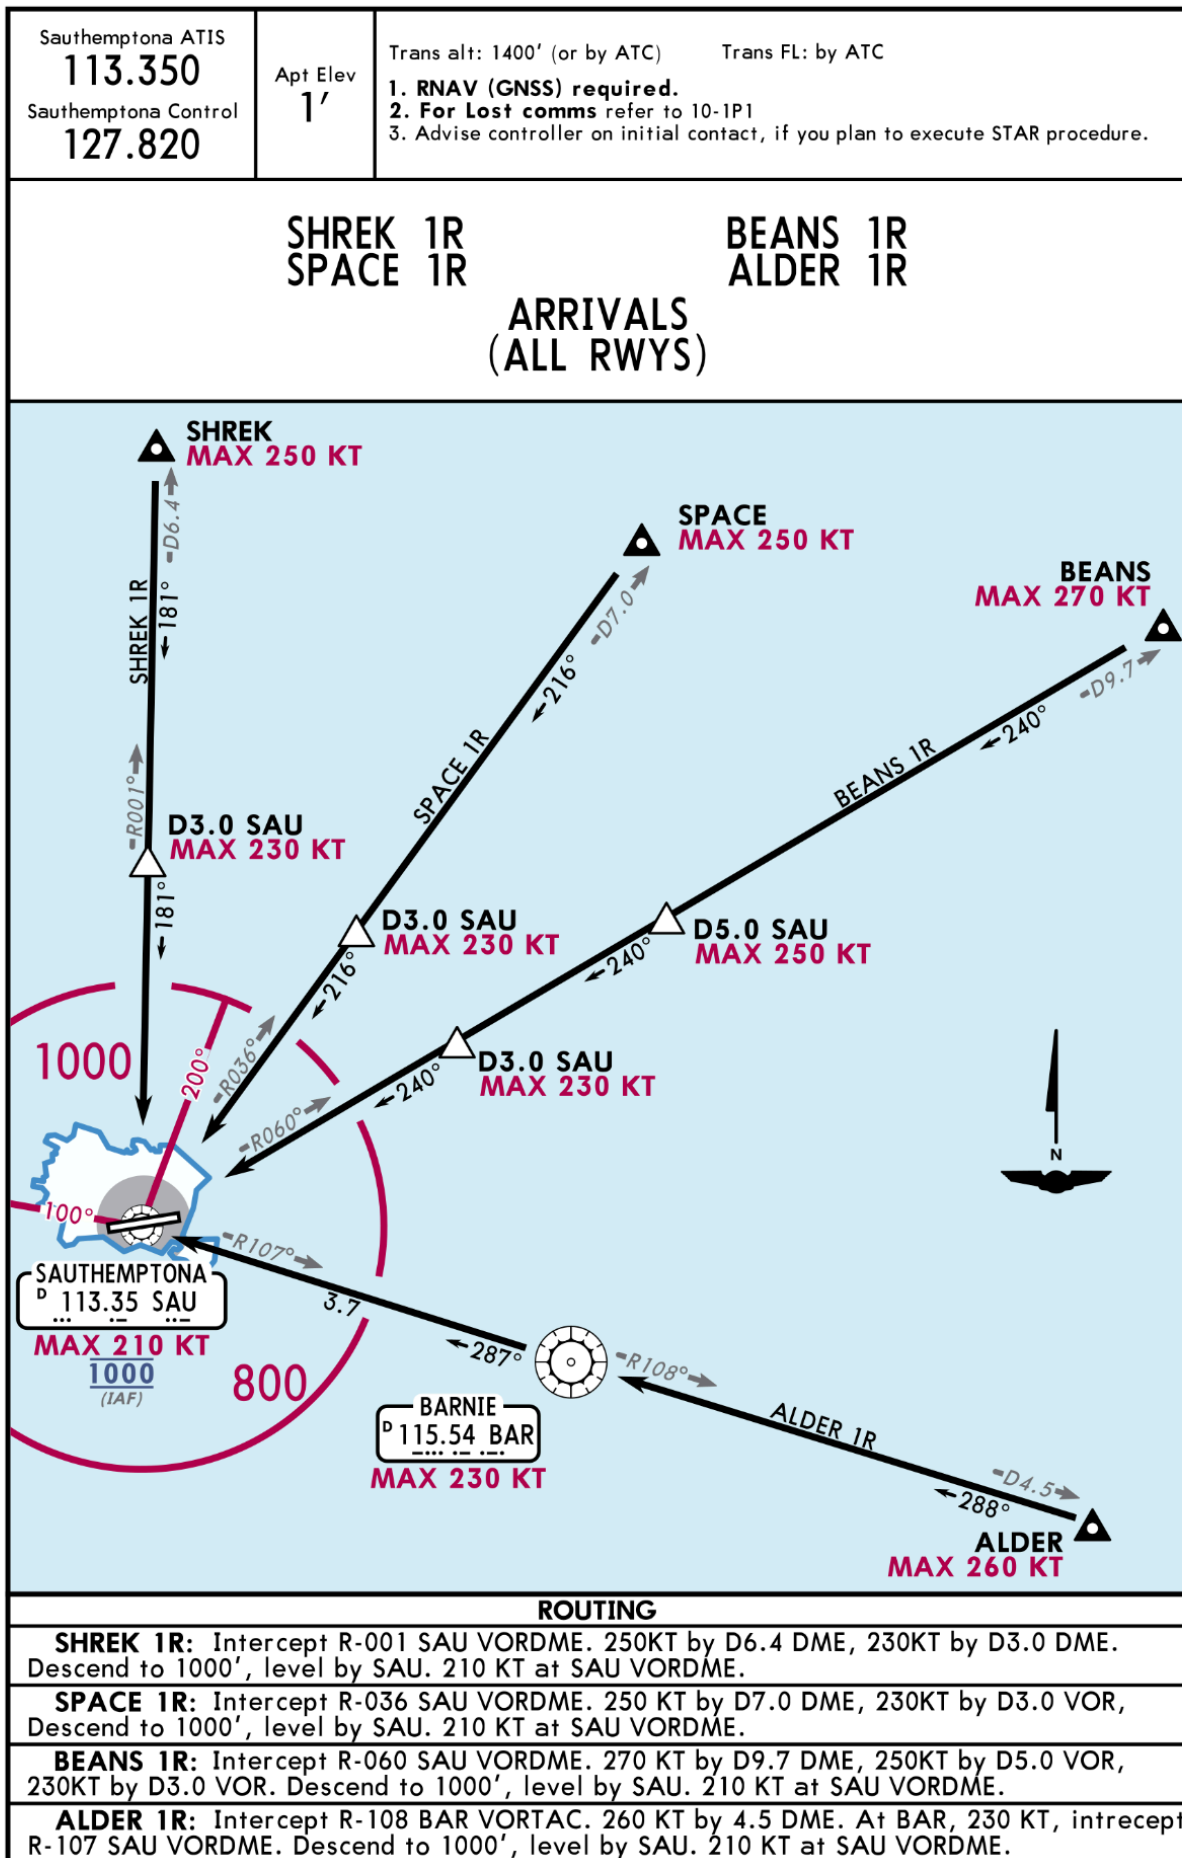 Sauthemptona ATIS
113.350
Sauthemptona Control
127.820
Apt Elev
1'
Trans alt: 1400' (or by ATC) Trans FL: by ATC
1. RNAV (GNSS) required.
2. For Lost comms refer to 10-1P1
3. Advise controller on initial contact, if you plan to execute STAR procedure.
SHREK 1R BEANS 1R
SPACE 1R ALDER 1R
ARRIVALS
(ALL RWYS)
SHREK
MAX 250 KT
D6.4
181°
SHREK 1R
R001°
D3.0 SAU
MAX 230 KT
181°
SPACE
MAX 250 KT
D7.0
216°
SPACE 1R
D3.0 SAU
MAX 230 KT
216°
R036°
BEANS
MAX 270 KT
D9.7
240°
BEANS 1R
D5.0 SAU
MAX 250 KT
240°
D3.0 SAU
MAX 230 KT
240°
R060°
1000
200°
100°
N
R107°
3.7
287°
SAUTHEMPTONA
D 113.35 SAU
MAX 210 KT
1000
(IAF)
800
R108°
BARNIE
D 115.54 BAR
MAX 230 KT
ALDER 1R
D4.5
288°
ALDER
MAX 260 KT
ROUTING
SHREK 1R: Intercept R-001 SAU VORDME. 250KT by D6.4 DME, 230KT by D3.0 DME.
Descend to 1000', level by SAU. 210 KT at SAU VORDME.
SPACE 1R: Intercept R-036 SAU VORDME. 250 KT by D7.0 DME, 230KT by D3.0 VOR,
Descend to 1000', level by SAU. 210 KT at SAU VORDME.
BEANS 1R: Intercept R-060 SAU VORDME. 270 KT by D9.7 DME, 250KT by D5.0 VOR,
230KT by D3.0 VOR. Descend to 1000', level by SAU. 210 KT at SAU VORDME.
ALDER 1R: Intercept R-108 BAR VORTAC. 260 KT by 4.5 DME. At BAR, 230 KT, intrecept
R-107 SAU VORDME. Descend to 1000', level by SAU. 210 KT at SAU VORDME.